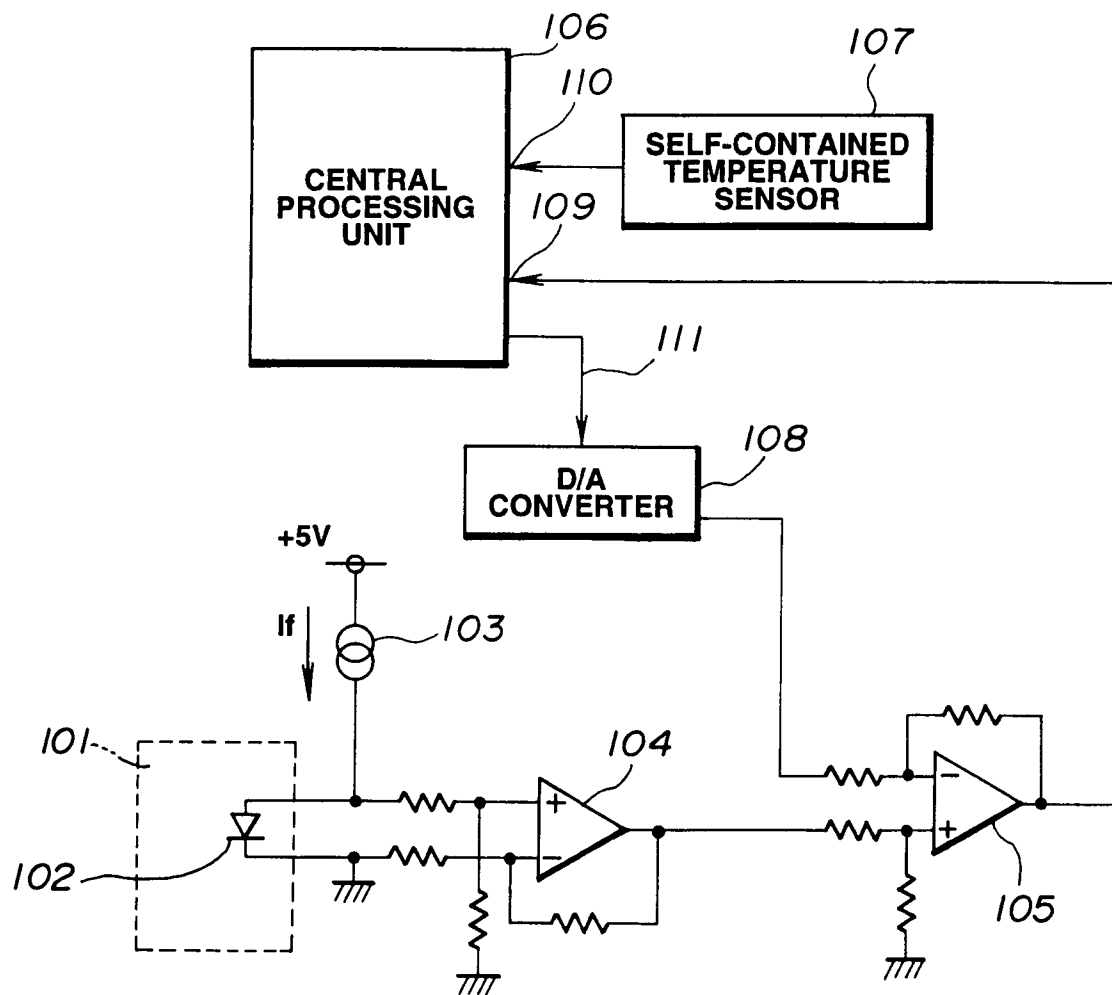 106
107
110
SELF-CONTAINED
TEMPERATURE
SENSOR
CENTRAL
PROCESSING
UNIT
109
111
108
D/A
CONVERTER
+5V
If
103
101
104
+
−
−
+
102
105